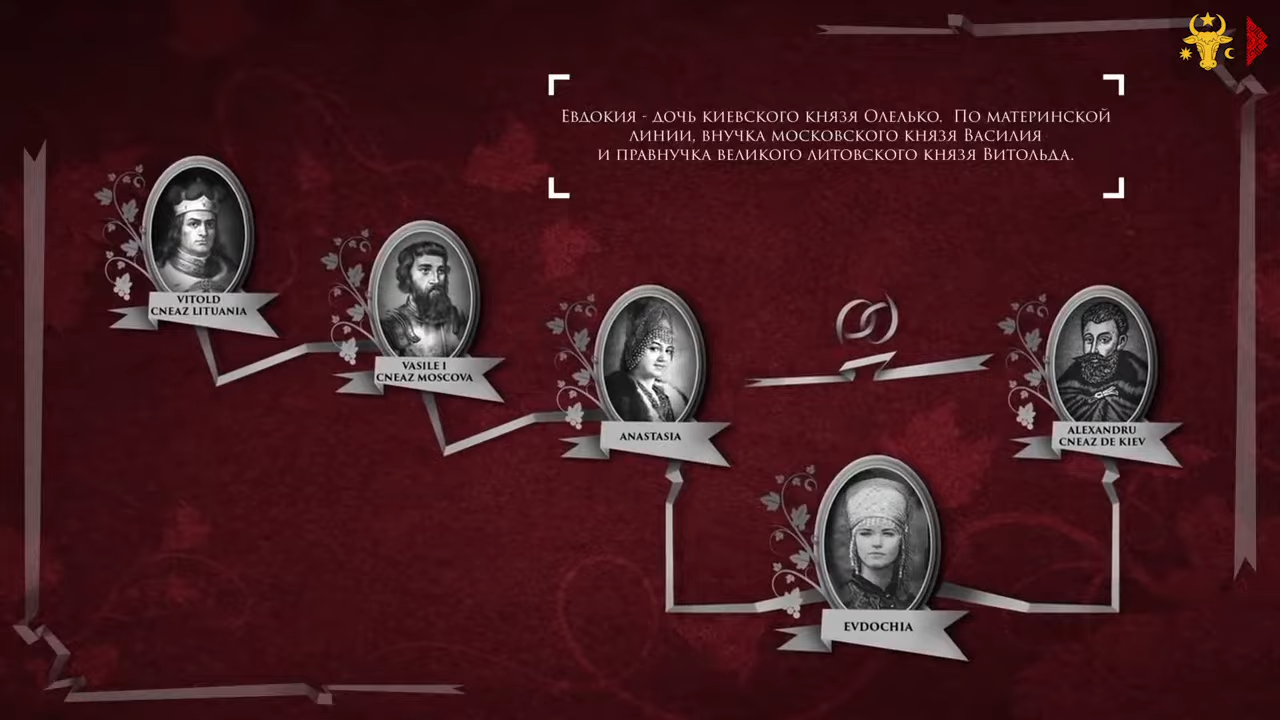 Евдокия - дочь киевского князя Олелько. По материнской
линии, внучка московского князя Василия
и правнучка великого литовского князя Витольда.
VITOLD
CNEAZ LITUANIA
VASILE I
CNEAZ MOSCOVA
ANASTASIA
ALEXANDRU
CNEAZ DE KIEV
EVDOCHIA